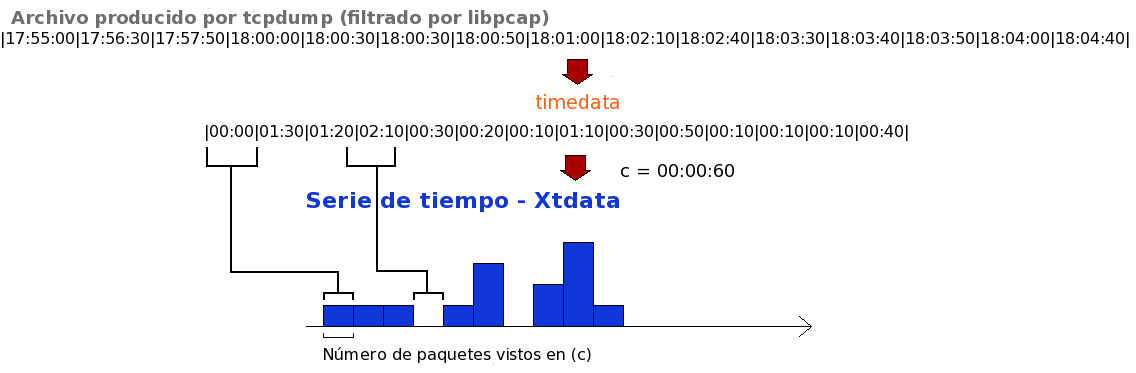 Archivo producido por tcpdump (filtrado por libpcap)
|17:55:00|17:56:30|17:57:50|18:00:00|18:00:30|18:00:30|18:00:50|18:01:00|18:02:10|18:02:40|18:03:30|18:03:40|18:03:50|18:04:00|18:04:40|
timedata
|00:00|01:30|01:20|02:10|00:30|00:20|00:10|01:10|00:30|00:50|00:10|00:10|00:10|00:40|
c = 00:00:60
Serie de tiempo - Xtdata
Número de paquetes vistos en (c)